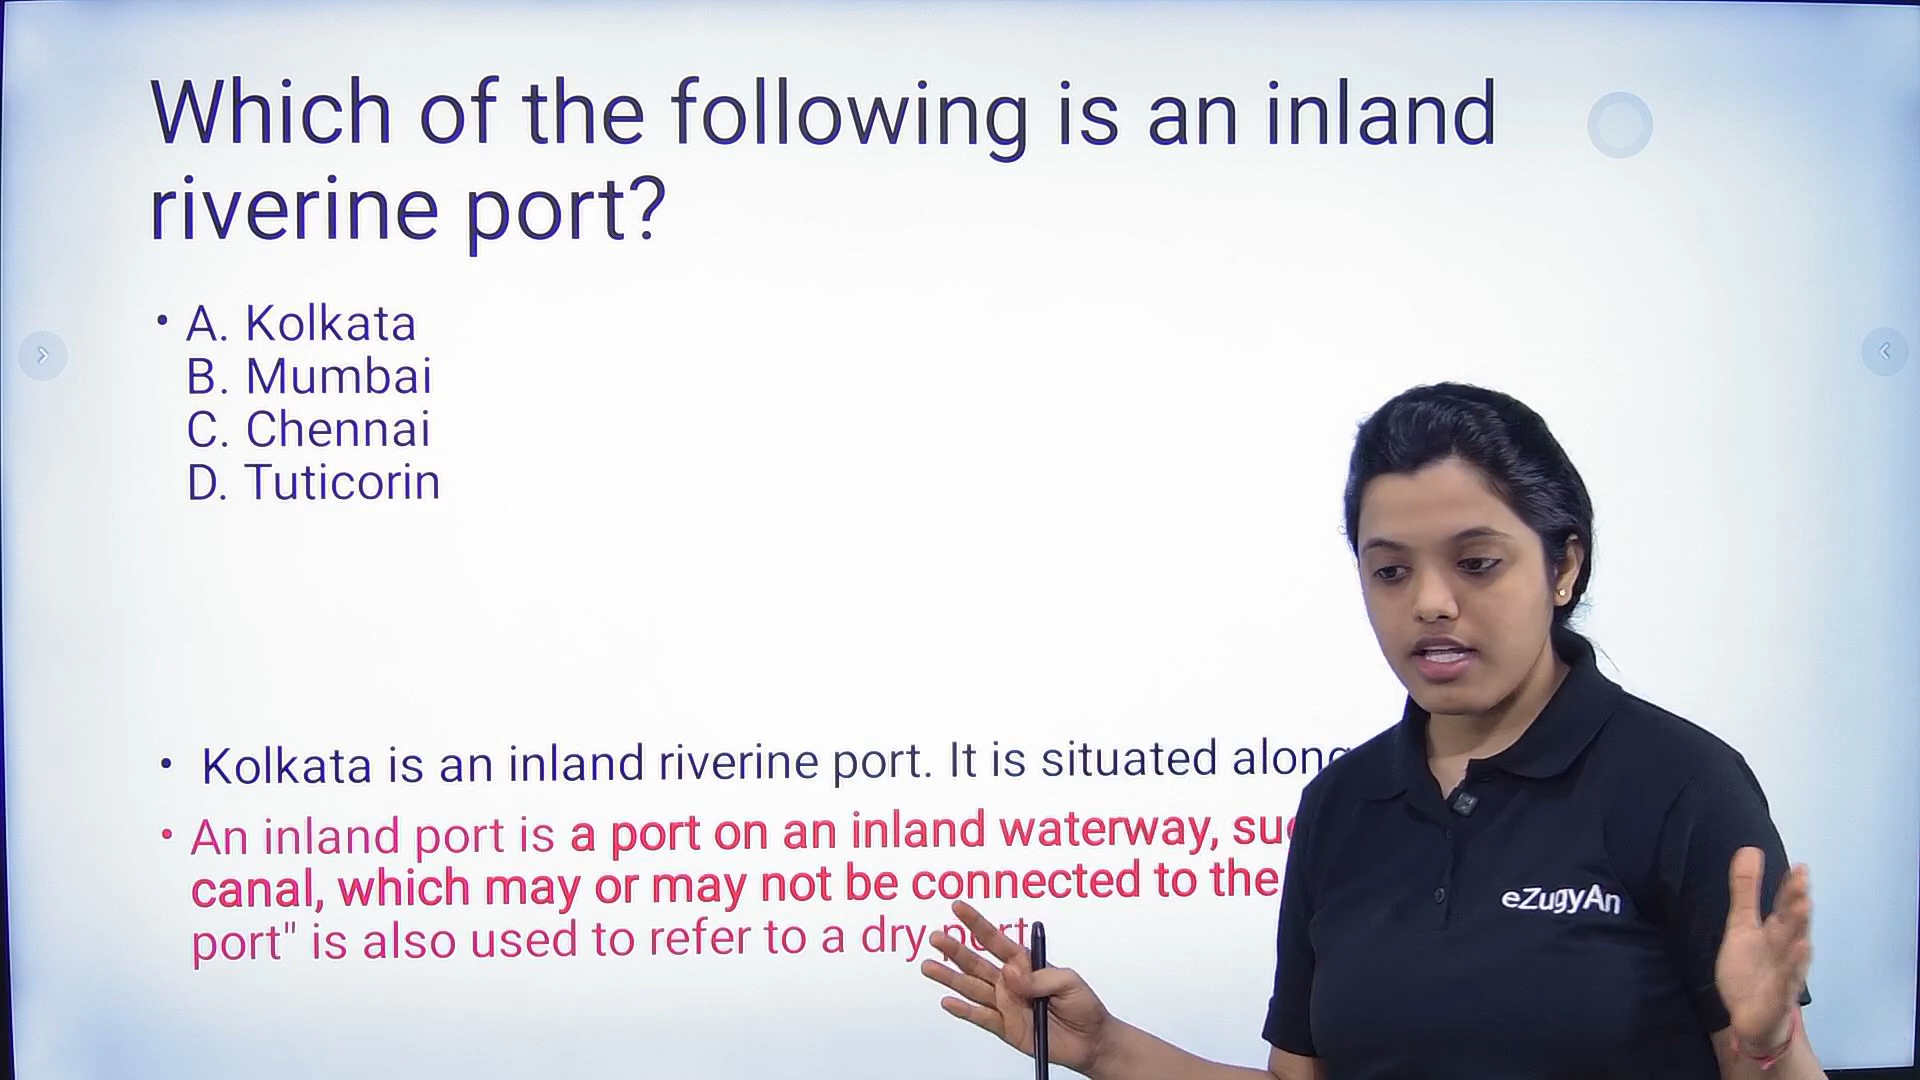 Which of the following is an inland
riverine port?
• A. Kolkata
B. Mumbai
C. Chennai
D. Tuticorin
• Kolkata is an inland riverine port. It is situated along
• An inland port is a port on an inland waterway,
canal, which may or may not be connected to the
port" is also used to refer to a dry port
eZugyAn